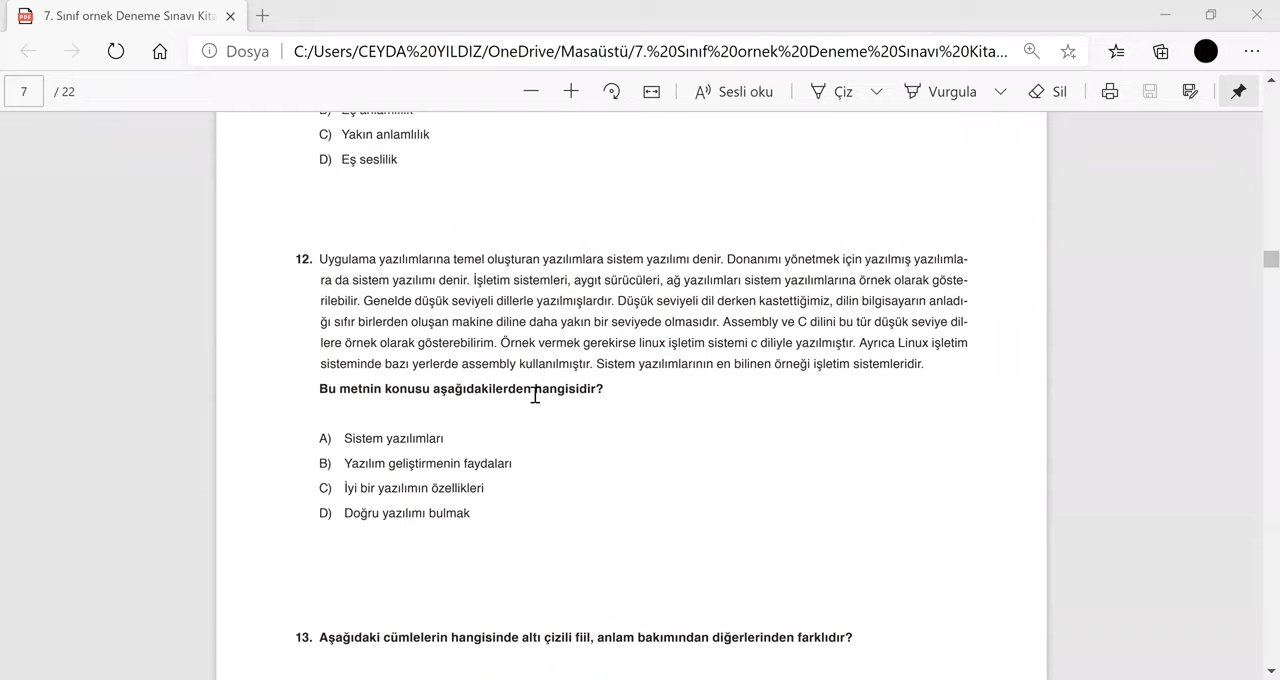 7. Sınıf ornek Deneme Sınavı Kita
Dosya C:/Users/CEYDA%20YILDIZ/OneDrive/Masaüstü/7.%20Sınıf%20ornek%20Deneme%20Sınavı%20Kita...
7 / 22 Sesli oku Çiz Vurgula Sil
B) Eş anlamlılık
C) Yakın anlamlılık
D) Eş seslilik
12. Uygulama yazılımlarına temel oluşturan yazılımlara sistem yazılımı denir. Donanımı yönetmek için yazılmış yazılımla-
ra da sistem yazılımı denir. İşletim sistemleri, aygıt sürücüleri, ağ yazılımları sistem yazılımlarına örnek olarak göste-
rilebilir. Genelde düşük seviyeli dillerle yazılmışlardır. Düşük seviyeli dil derken kastettiğimiz, dilin bilgisayarın anladı-
ğı sıfır birlerden oluşan makine diline daha yakın bir seviyede olmasıdır. Assembly ve C dilini bu tür düşük seviye dil-
lere örnek olarak gösterebilirim. Örnek vermek gerekirse linux işletim sistemi c diliyle yazılmıştır. Ayrıca Linux işletim
sisteminde bazı yerlerde assembly kullanılmıştır. Sistem yazılımlarının en bilinen örneği işletim sistemleridir.
Bu metnin konusu aşağıdakilerden hangisidir?
A) Sistem yazılımları
B) Yazılım geliştirmenin faydaları
C) İyi bir yazılımın özellikleri
D) Doğru yazılımı bulmak
13. Aşağıdaki cümlelerin hangisinde altı çizili fiil, anlam bakımından diğerlerinden farklıdır?